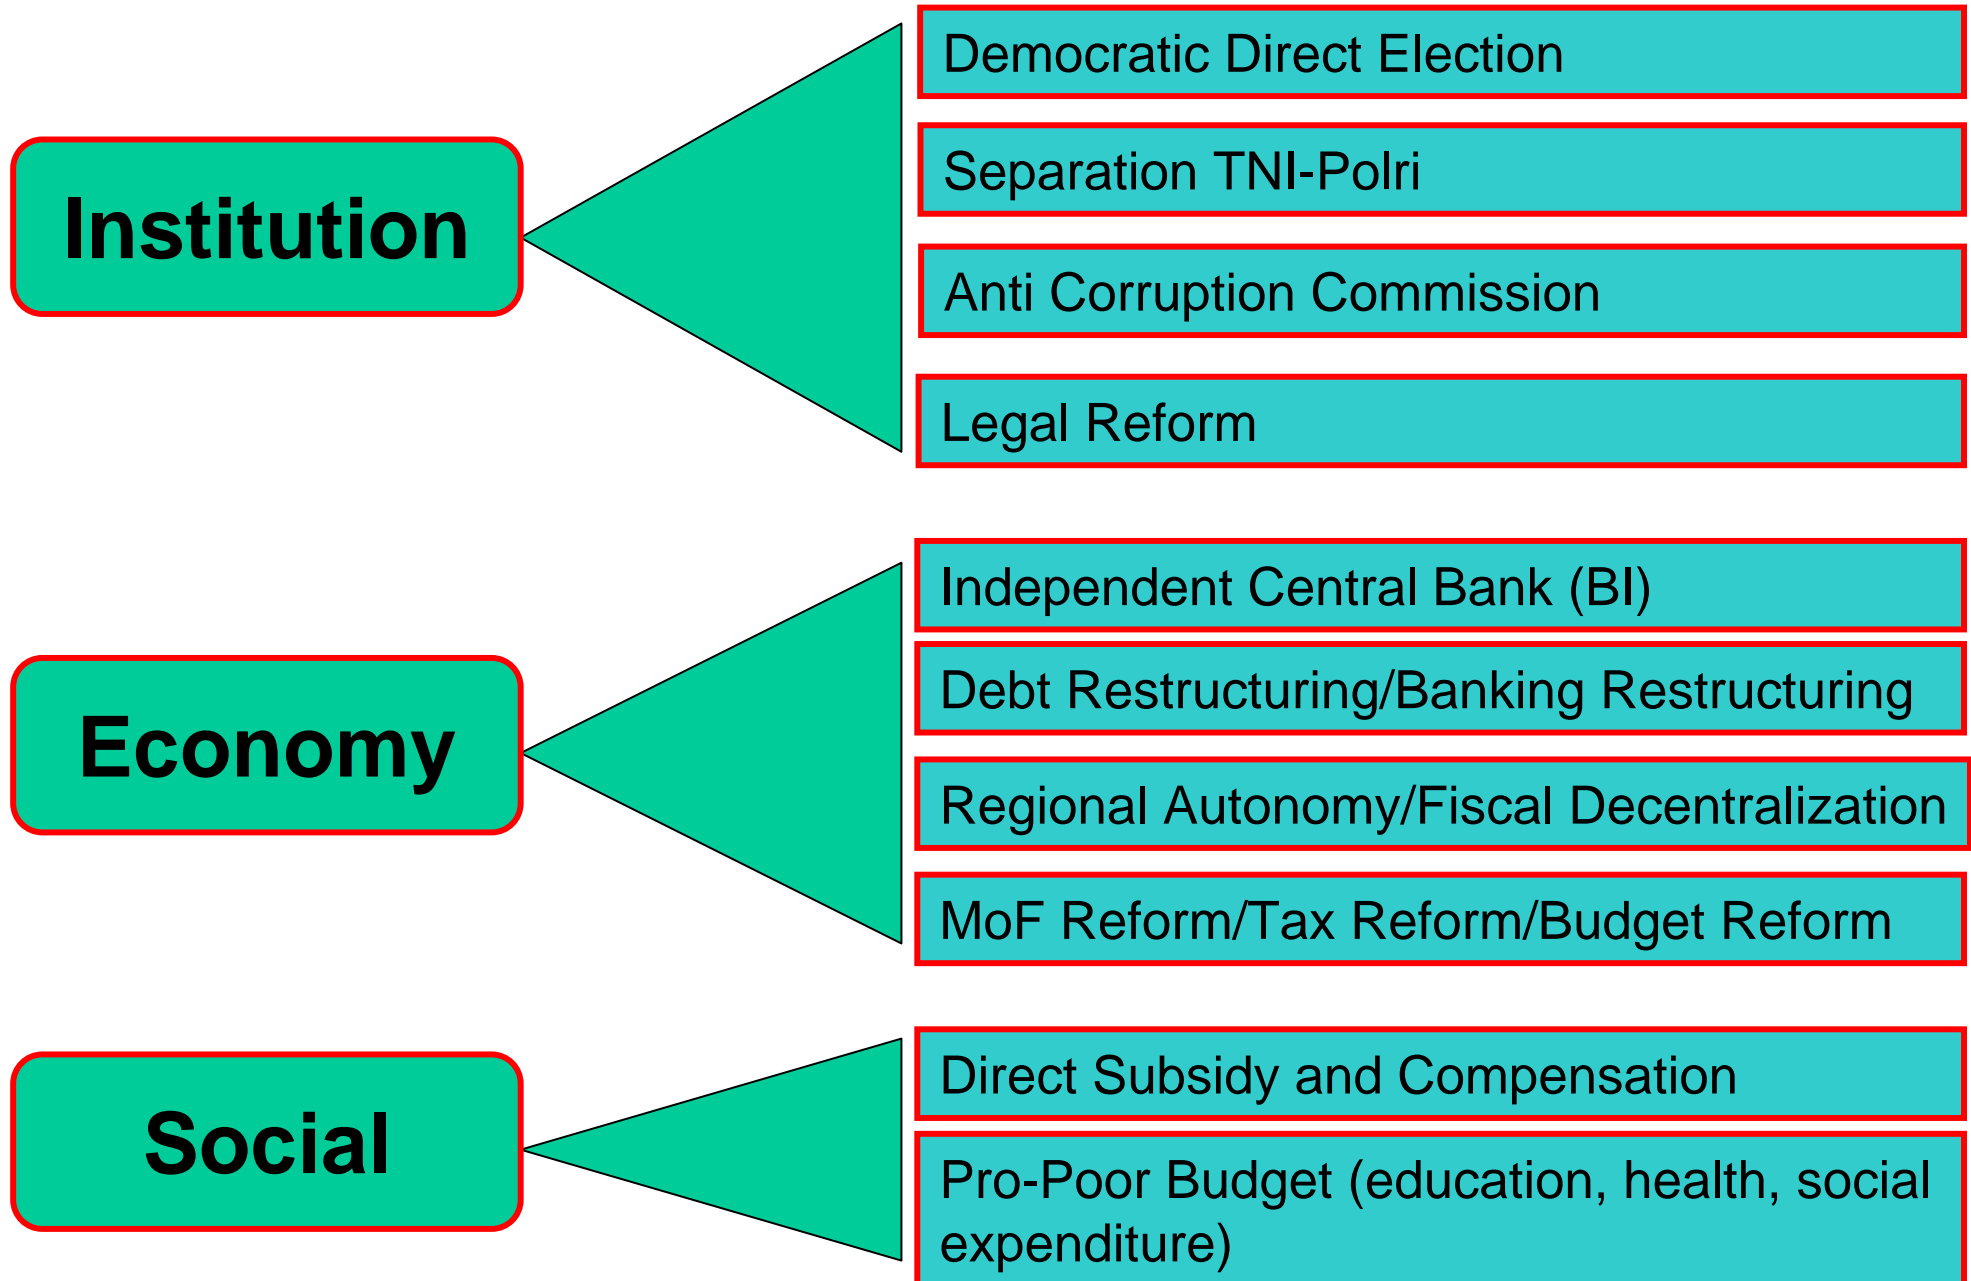 Institution
Democratic Direct Election
Separation TNI-Polri
Anti Corruption Commission
Legal Reform
Economy
Independent Central Bank (BI)
Debt Restructuring/Banking Restructuring
Regional Autonomy/Fiscal Decentralization
MoF Reform/Tax Reform/Budget Reform
Social
Direct Subsidy and Compensation
Pro-Poor Budget (education, health, social
expenditure)